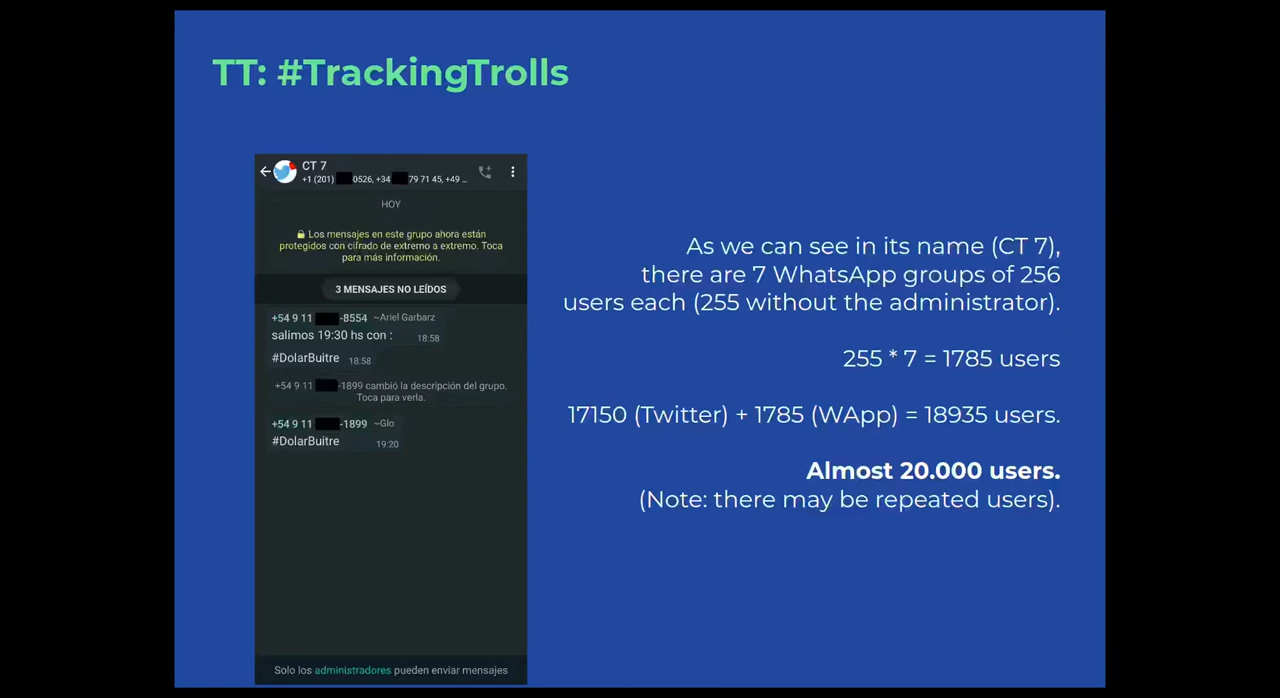 TT: #TrackingTrolls
CT 7
+1 (201) 0526, +34 79 71 45, +49 ...
HOY
Los mensajes en este grupo ahora están
protegidos con cifrado de extremo a extremo. Toca
para más información.
3 MENSAJES NO LEÍDOS
+54 9 11 -8554 ~Ariel Garbarz
salimos 19:30 hs con : 18:58
#DolarBuitre 18:58
+54 9 11 -1899 cambió la descripción del grupo.
Toca para verla.
+54 9 11 -1899 ~Glo
#DolarBuitre 19:20
Solo los administradores pueden enviar mensajes
As we can see in its name (CT 7),
there are 7 WhatsApp groups of 256
users each (255 without the administrator).
255 * 7 = 1785 users
17150 (Twitter) + 1785 (WApp) = 18935 users.
Almost 20.000 users.
(Note: there may be repeated users).